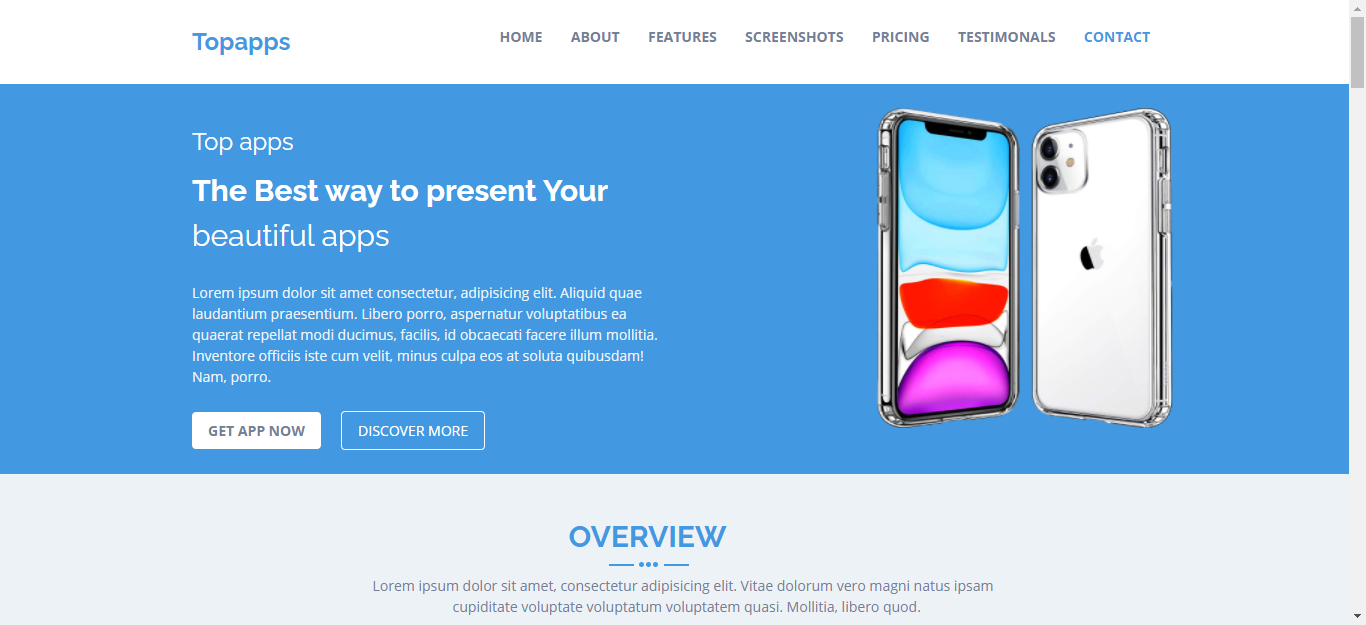 Topapps
HOME ABOUT FEATURES SCREENSHOTS PRICING TESTIMONALS CONTACT
Top apps
The Best way to present Your
beautiful apps
Lorem ipsum dolor sit amet consectetur, adipisicing elit. Aliquid quae
laudantium praesentium. Libero porro, aspernatur voluptatibus ea
quaerat repellat modi ducimus, facilis, id obcaecati facere illum mollitia.
Inventore officiis iste cum velit, minus culpa eos at soluta quibusdam!
Nam, porro.
GET APP NOW DISCOVER MORE
OVERVIEW
Lorem ipsum dolor sit amet, consectetur adipisicing elit. Vitae dolorum vero magni natus ipsam
cupiditate voluptate voluptatum voluptatem quasi. Mollitia, libero quod.